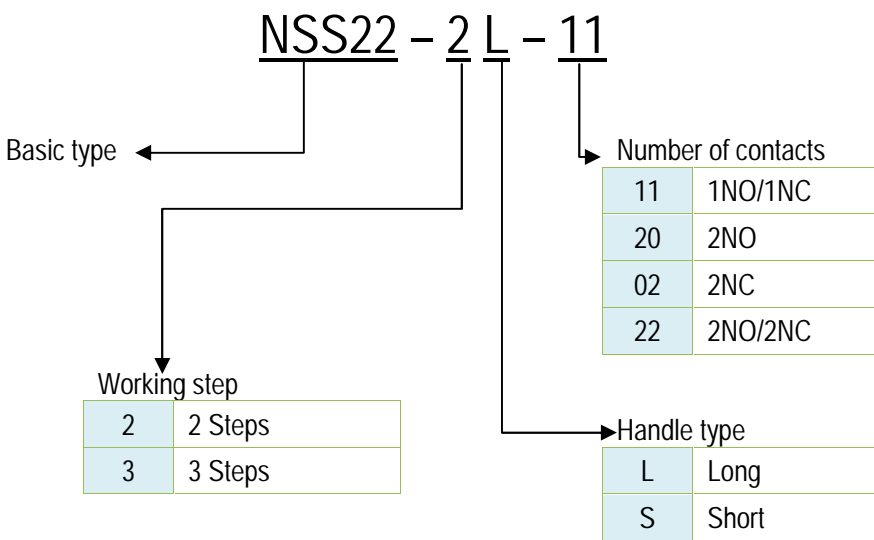 NSS22 – 2 L – 11
Basic type
Number of contacts
11 1NO/1NC
20 2NO
02 2NC
22 2NO/2NC
Working step
2 2 Steps
3 3 Steps
Handle type
L Long
S Short